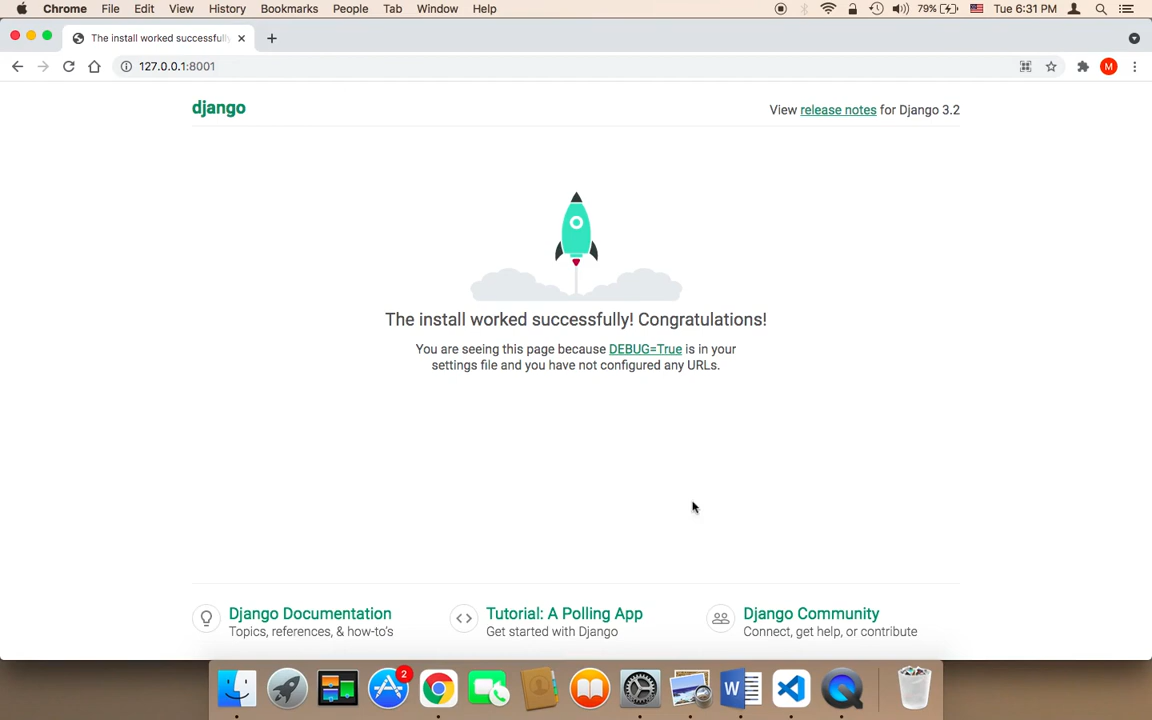 Chrome File Edit View History Bookmarks People Tab Window Help 79% Tue 6:31 PM
The install worked successfully
127.0.0.1:8001 M
django View release notes for Django 3.2
The install worked successfully! Congratulations!
You are seeing this page because DEBUG=True is in your
settings file and you have not configured any URLs.
Django Documentation
Topics, references, & how-to's
Tutorial: A Polling App
Get started with Django
Django Community
Connect, get help, or contribute
2
W